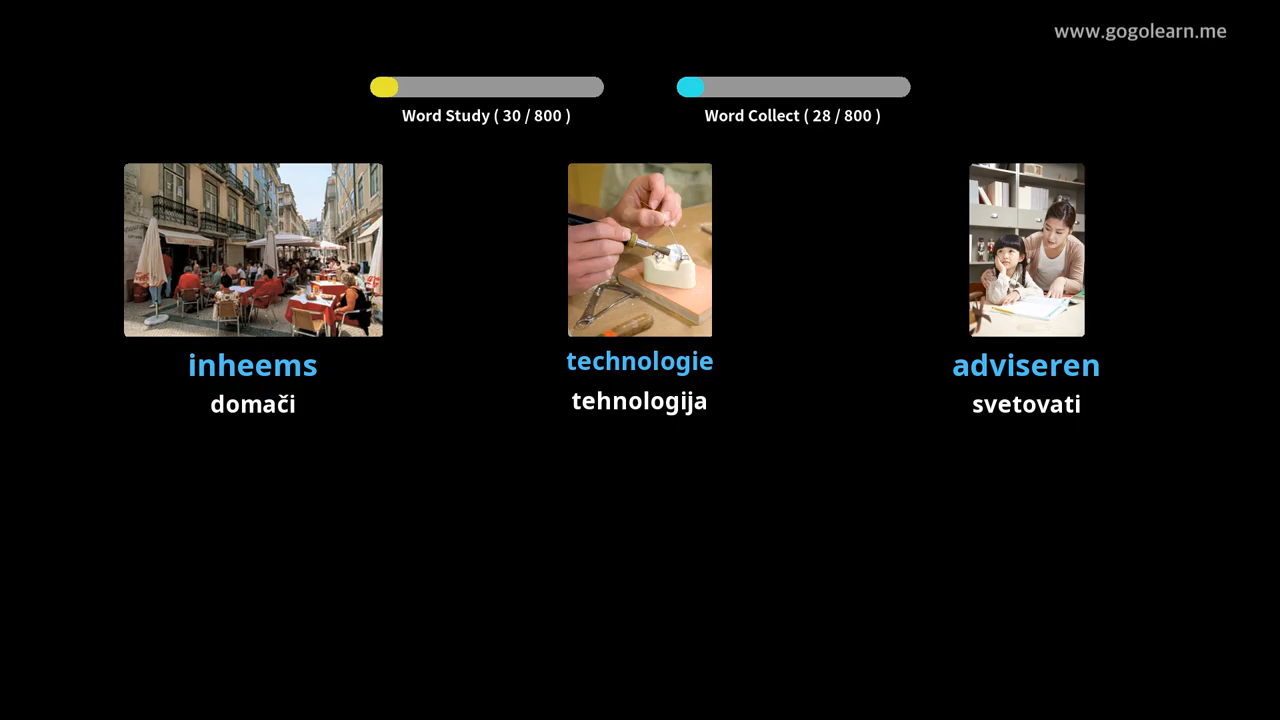 www.gogolearn.me
Word Study ( 30 / 800 )
Word Collect ( 28 / 800 )
inheems
technologie
adviseren
domači
tehnologija
svetovati